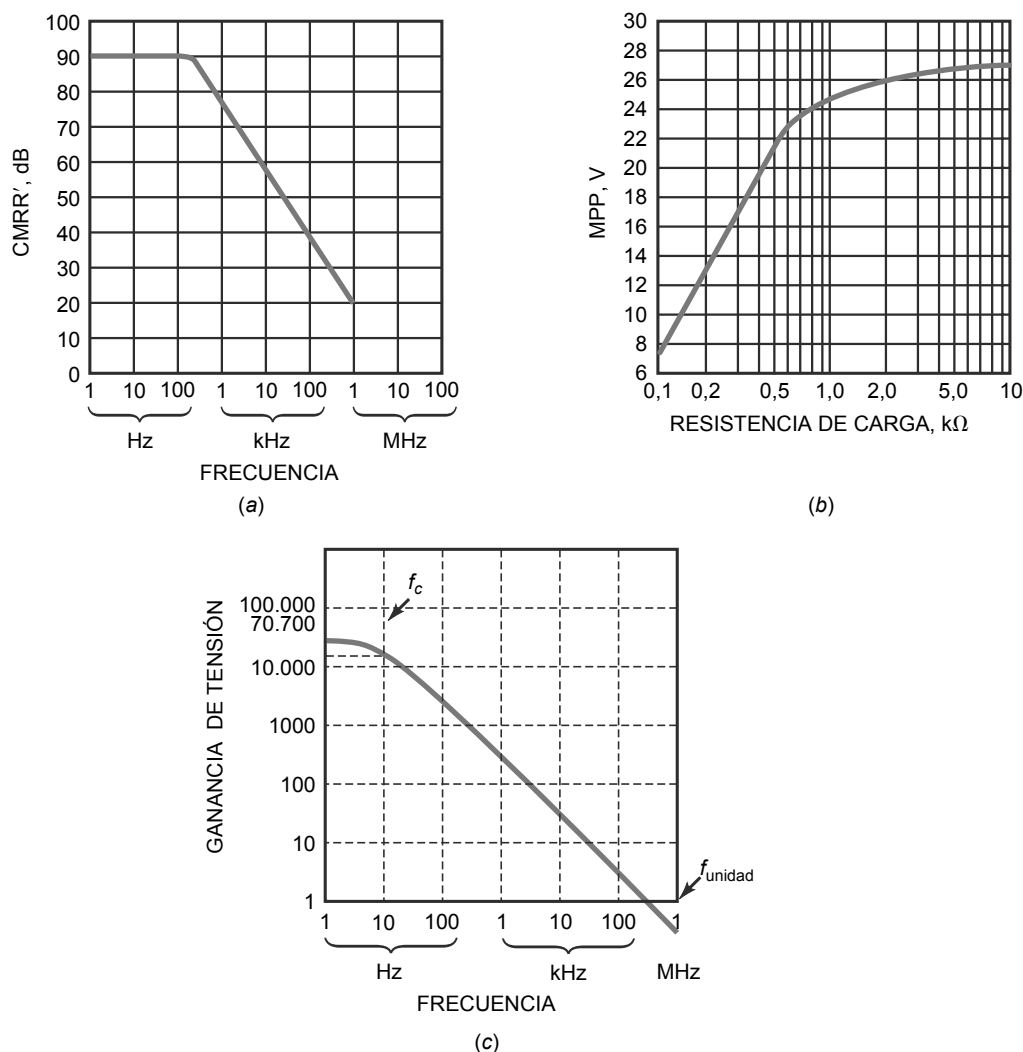 100
90
80
70
60
50
40
30
20
10
0
CMRR′, dB
1 10 100 1 10 100 1 10 100
Hz kHz MHz
FRECUENCIA
(a)
30
28
26
24
22
20
18
16
14
12
10
8
6
MPP, V
0,1 0,2 0,5 1,0 2,0 5,0 10
RESISTENCIA DE CARGA, kΩ
(b)
GANANCIA DE TENSIÓN
100.000
70.700
10.000
1000
100
10
1
fc
funidad
1 10 100 1 10 100 1
Hz kHz MHz
FRECUENCIA
(c)